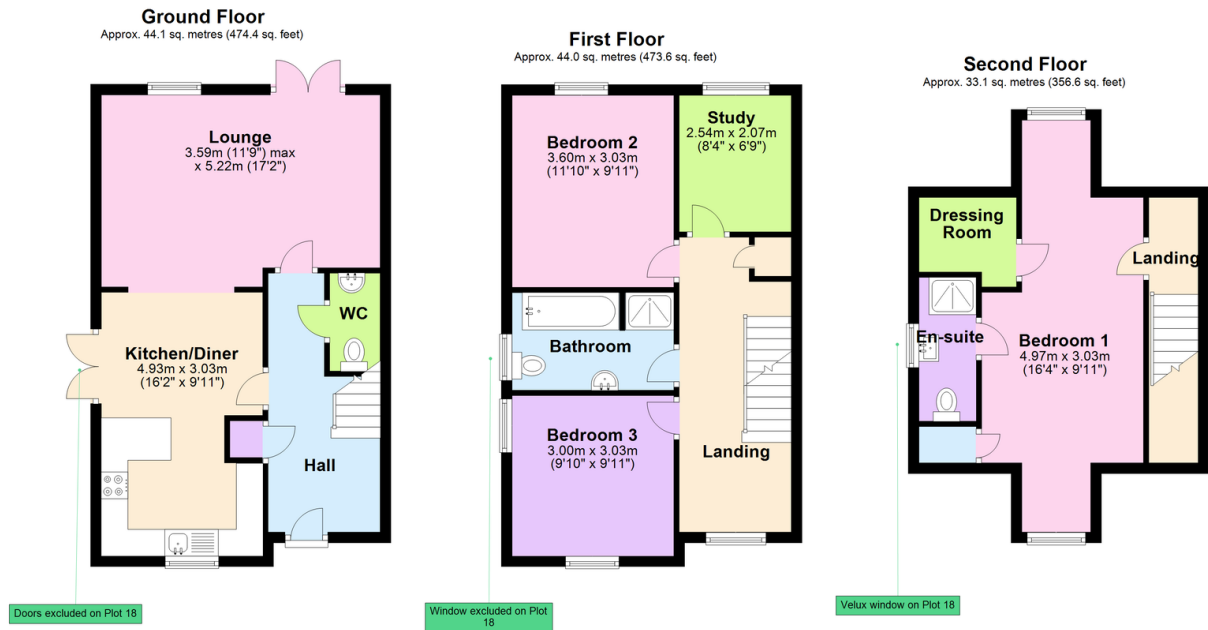 Ground Floor
Approx. 44.1 sq. metres (474.4 sq. feet)
Lounge
3.59m (11'9") max
x 5.22m (17'2")
WC
Kitchen/Diner
4.93m x 3.03m
(16'2" x 9'11")
Hall
Doors excluded on Plot 18
First Floor
Approx. 44.0 sq. metres (473.6 sq. feet)
Bedroom 2
3.60m x 3.03m
(11'10" x 9'11")
Study
2.54m x 2.07m
(8'4" x 6'9")
Bathroom
Bedroom 3
3.00m x 3.03m
(9'10" x 9'11")
Landing
Window excluded on Plot
18
Second Floor
Approx. 33.1 sq. metres (356.6 sq. feet)
Dressing
Room
Landing
En-suite
Bedroom 1
4.97m x 3.03m
(16'4" x 9'11")
Velux window on Plot 18